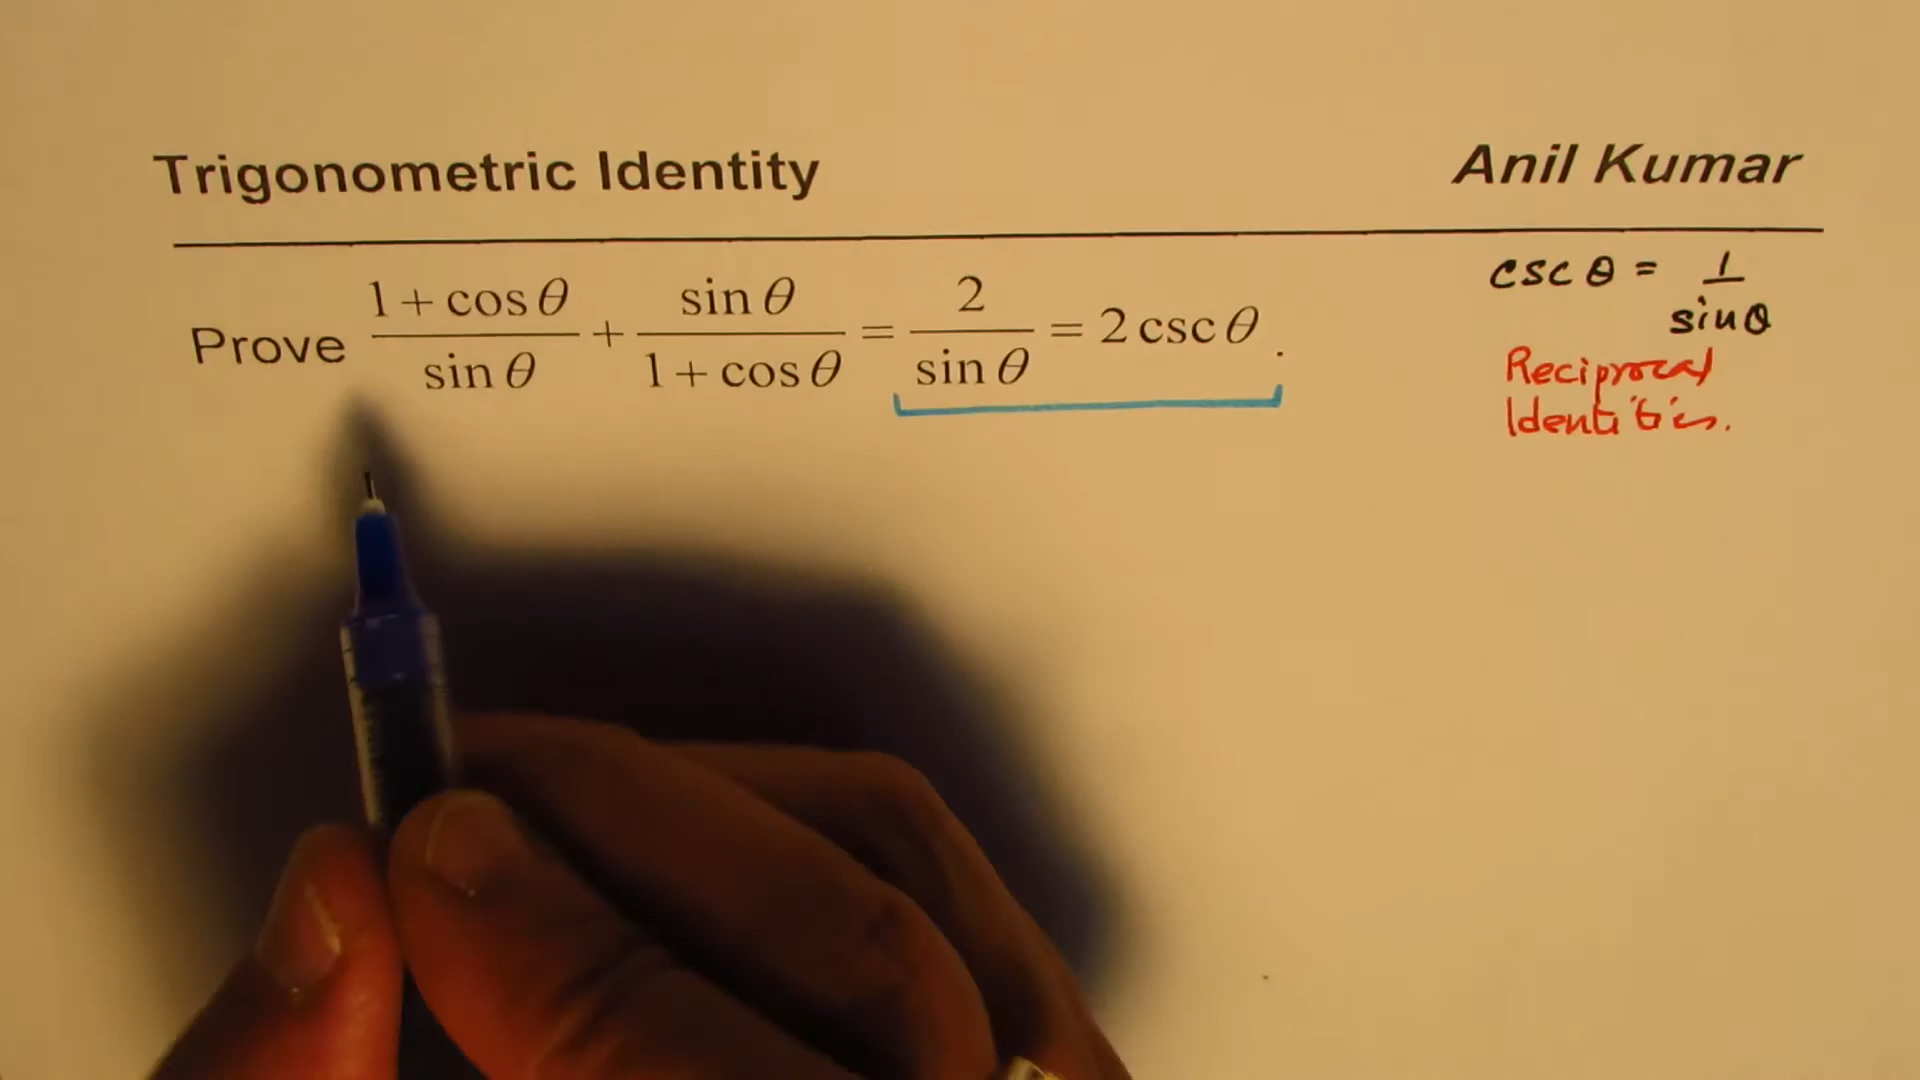 Trigonometric Identity Anil Kumar
Prove (1 + cos θ)/(sin θ) + (sin θ)/(1 + cos θ) = 2/(sin θ) = 2 csc θ .
csc θ = 1/(sin θ)
Reciprocal
Identities.